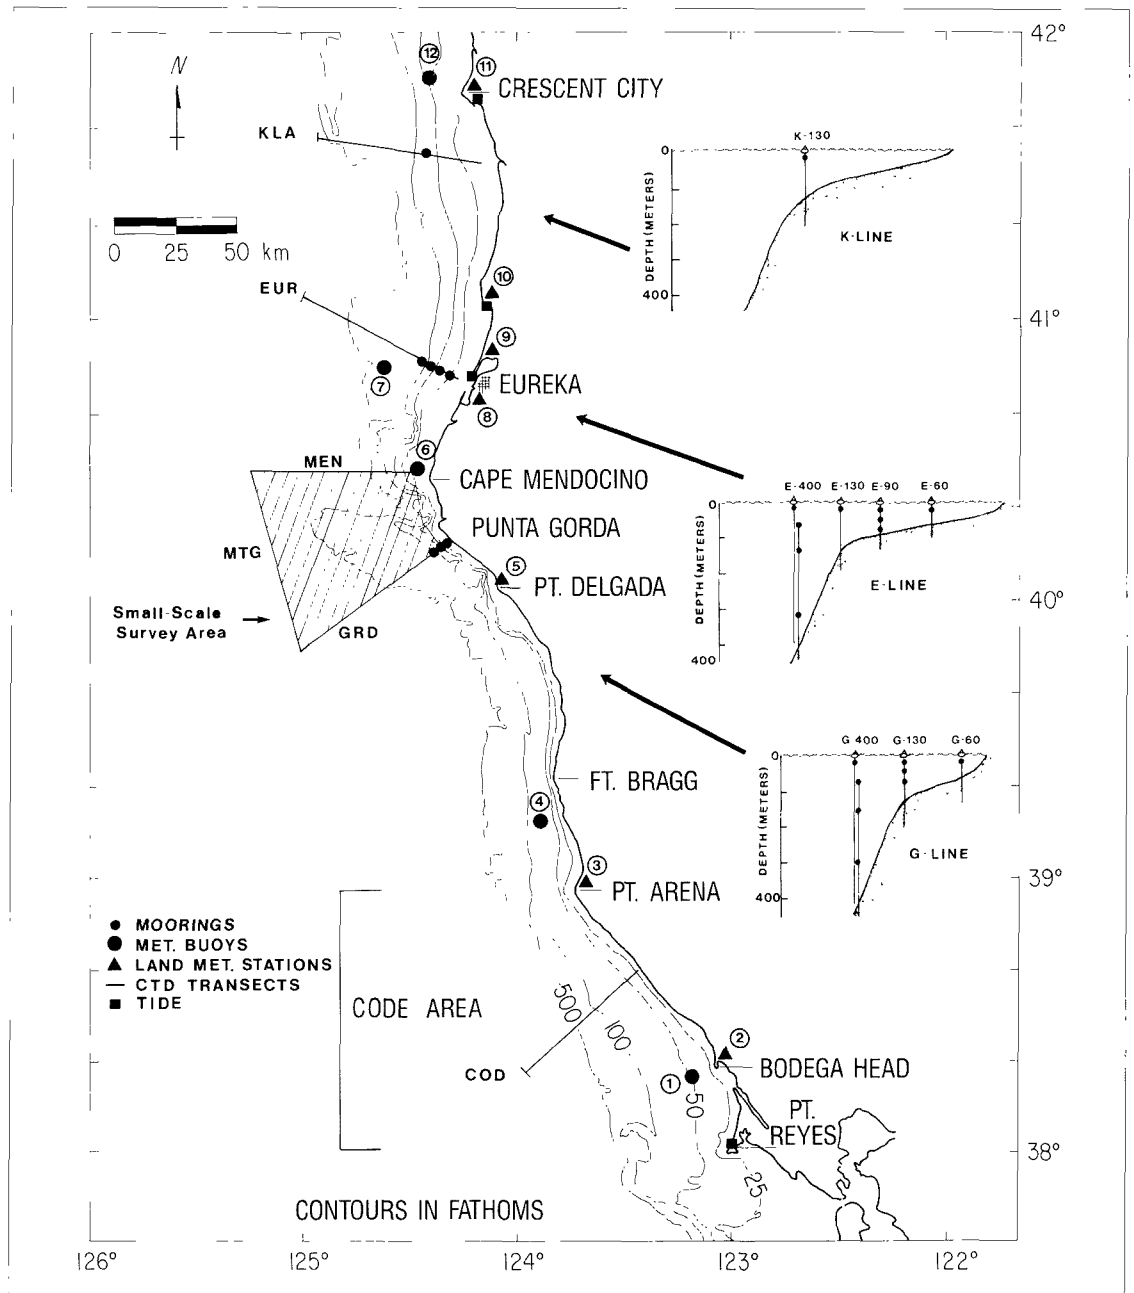 42°
12
11
CRESCENT CITY
N
KLA
K-130
0
DEPTH (METERS)
K-LINE
400
0 25 50 km
EUR
10
41°
9
7
EUREKA
8
6
MEN
CAPE MENDOCINO
E-400 E-130 E-90 E-60
0
DEPTH (METERS)
E-LINE
400
PUNTA GORDA
MTG
5
PT. DELGADA
40°
Small-Scale
Survey Area
GRD
G-400 G-130 G-60
0
DEPTH (METERS)
G-LINE
400
FT. BRAGG
4
3
39°
PT. ARENA
MOORINGS
MET. BUOYS
LAND MET. STATIONS
CTD TRANSECTS
TIDE
CODE AREA
500
100
2
COD
1
BODEGA HEAD
50
PT.
REYES
38°
25
CONTOURS IN FATHOMS
126° 125° 124° 123° 122°